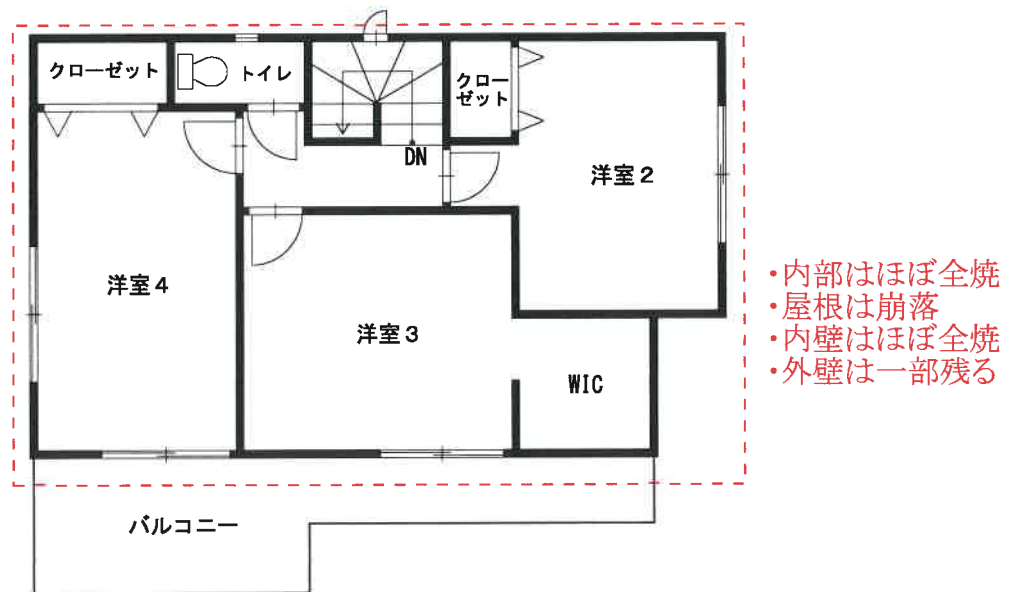 クローゼット
トイレ
クロー
ゼット
DN
洋室2
洋室4
洋室3
WIC
バルコニー
・内部はほぼ全焼
・屋根は崩落
・内壁はほぼ全焼
・外壁は一部残る